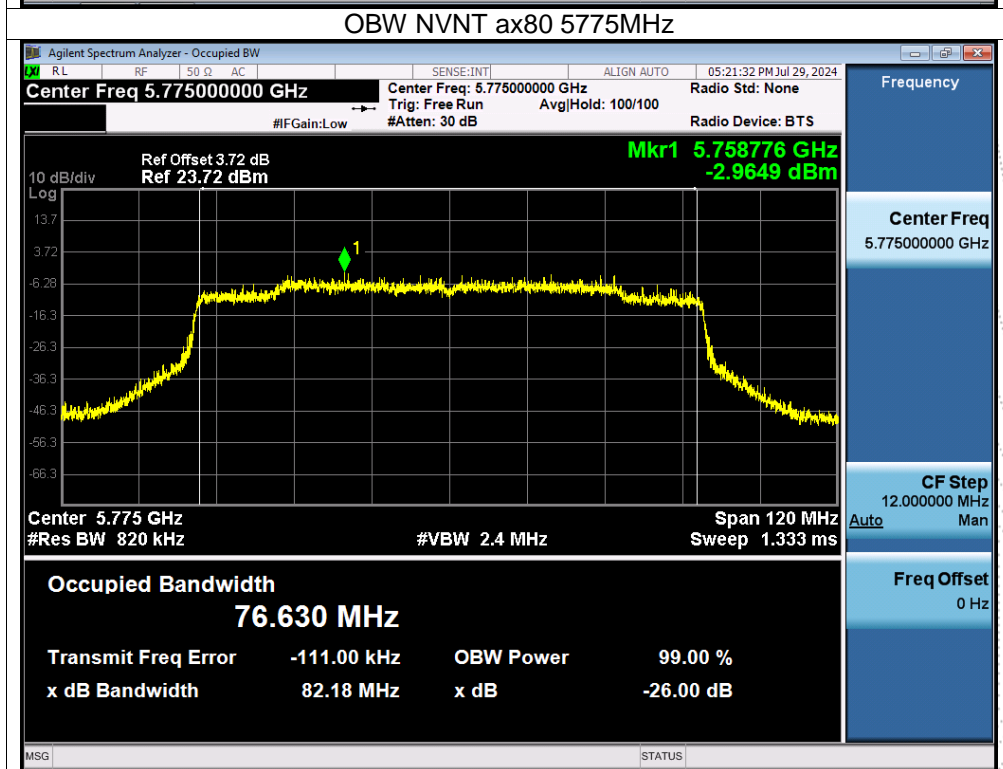 OBW NVNT ax80 5775MHz
Agilent Spectrum Analyzer - Occupied BW
LXI RL RF 50 Ω AC SENSE:INT ALIGN AUTO 05:21:32 PM Jul 29, 2024
Center Freq 5.775000000 GHz
Center Freq: 5.775000000 GHz Radio Std: None
Trig: Free Run Avg|Hold: 100/100
#IFGain:Low #Atten: 30 dB Radio Device: BTS
Mkr1 5.758776 GHz
-2.9649 dBm
Ref Offset 3.72 dB
10 dB/div Ref 23.72 dBm
Log
13.7
3.72
-6.28
-16.3
-26.3
-36.3
-46.3
-56.3
-66.3
1
Center 5.775 GHz Span 120 MHz
#Res BW 820 kHz #VBW 2.4 MHz Sweep 1.333 ms
Occupied Bandwidth
76.630 MHz
Transmit Freq Error -111.00 kHz OBW Power 99.00 %
x dB Bandwidth 82.18 MHz x dB -26.00 dB
MSG STATUS
Frequency
Center Freq
5.775000000 GHz
CF Step
12.000000 MHz
Auto Man
Freq Offset
0 Hz